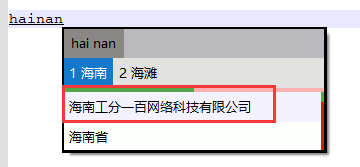 hainan
hai nan
1 海南 2 海滩
海南工分一百网络科技有限公司
海南省